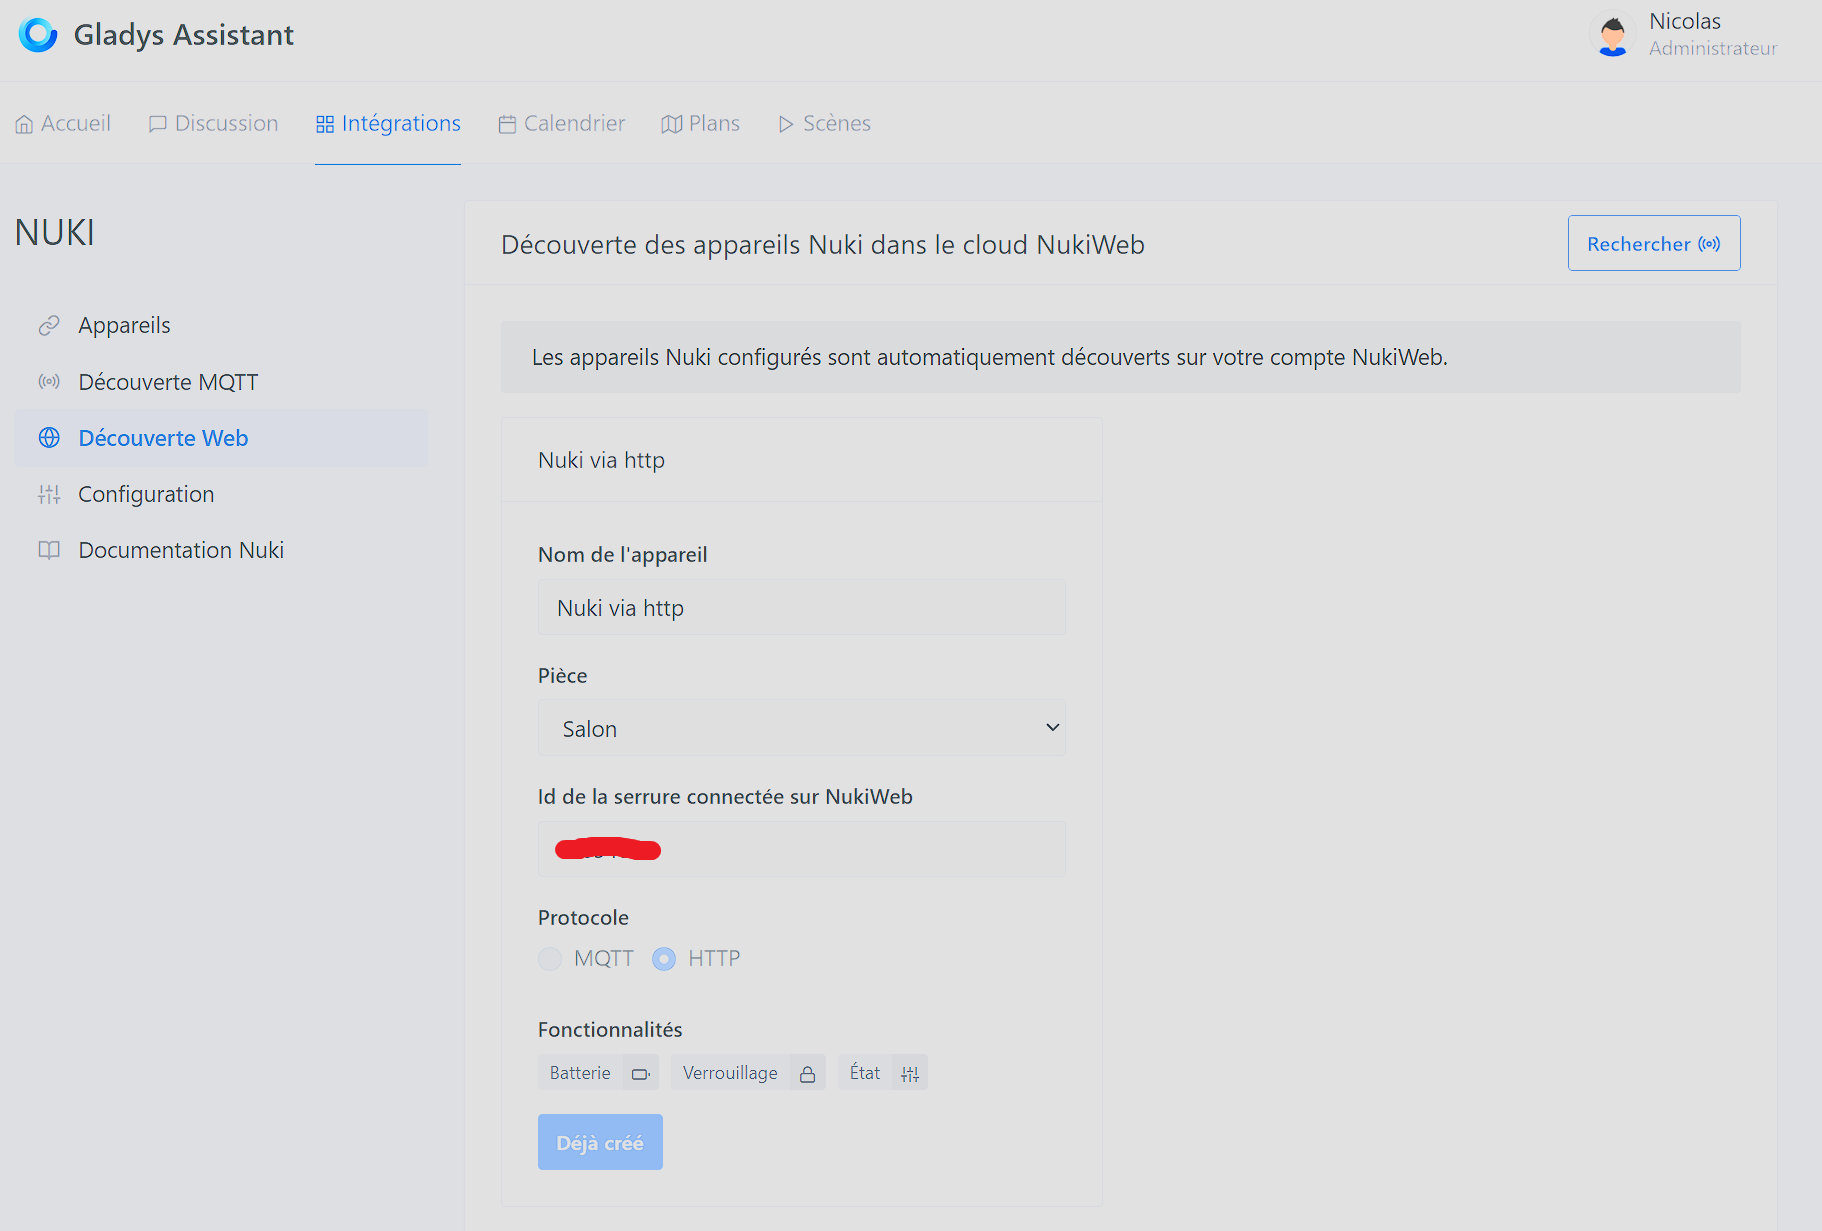 Gladys Assistant
Nicolas
Administrateur
Accueil
Discussion
Intégrations
Calendrier
Plans
Scènes
NUKI
Appareils
Découverte MQTT
Découverte Web
Configuration
Documentation Nuki
Découverte des appareils Nuki dans le cloud NukiWeb
Rechercher
Les appareils Nuki configurés sont automatiquement découverts sur votre compte NukiWeb.
Nuki via http
Nom de l'appareil
Nuki via http
Pièce
Salon
Id de la serrure connectée sur NukiWeb
Protocole
MQTT HTTP
Fonctionnalités
Batterie Verrouillage État
Déjà créé